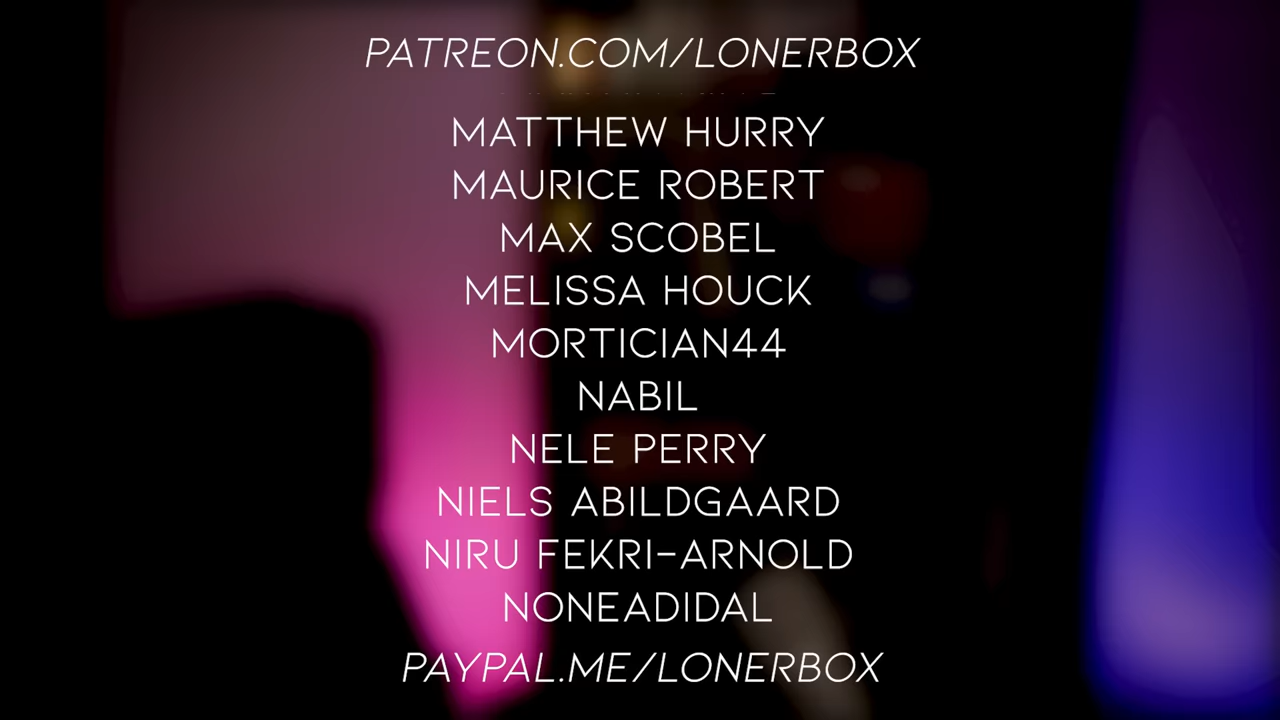 PATREON.COM/LONERBOX
MATTHEW HURRY
MAURICE ROBERT
MAX SCOBEL
MELISSA HOUCK
MORTICIAN44
NABIL
NELE PERRY
NIELS ABILDGAARD
NIRU FEKRI-ARNOLD
NONEADIDAL
PAYPAL.ME/LONERBOX